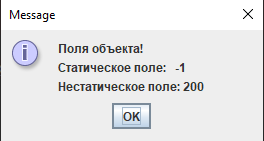 Message
Поля объекта!
Статическое поле: -1
Нестатическое поле: 200
OK